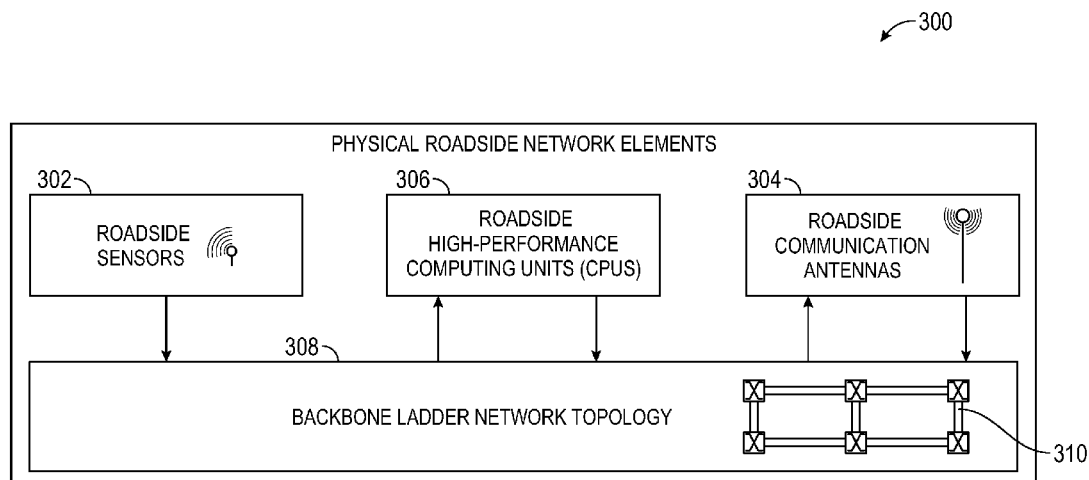 300
PHYSICAL ROADSIDE NETWORK ELEMENTS
302
306
304
ROADSIDE
SENSORS
ROADSIDE
HIGH-PERFORMANCE
COMPUTING UNITS (CPUS)
ROADSIDE
COMMUNICATION
ANTENNAS
308
BACKBONE LADDER NETWORK TOPOLOGY
310